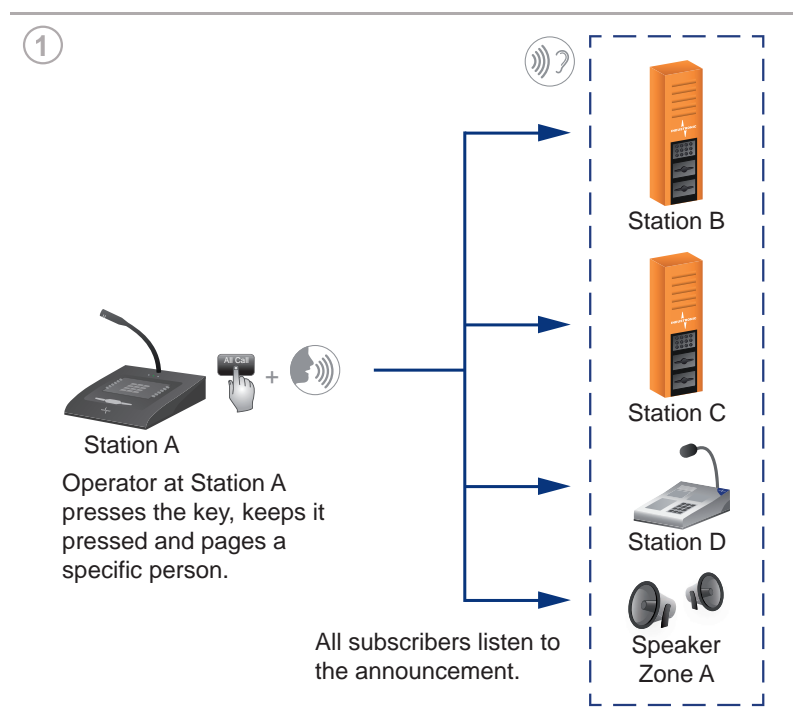 1
Station B
Station C
All Call
+
Station A
Operator at Station A
presses the key, keeps it
pressed and pages a
specific person.
Station D
All subscribers listen to
the announcement.
Speaker
Zone A